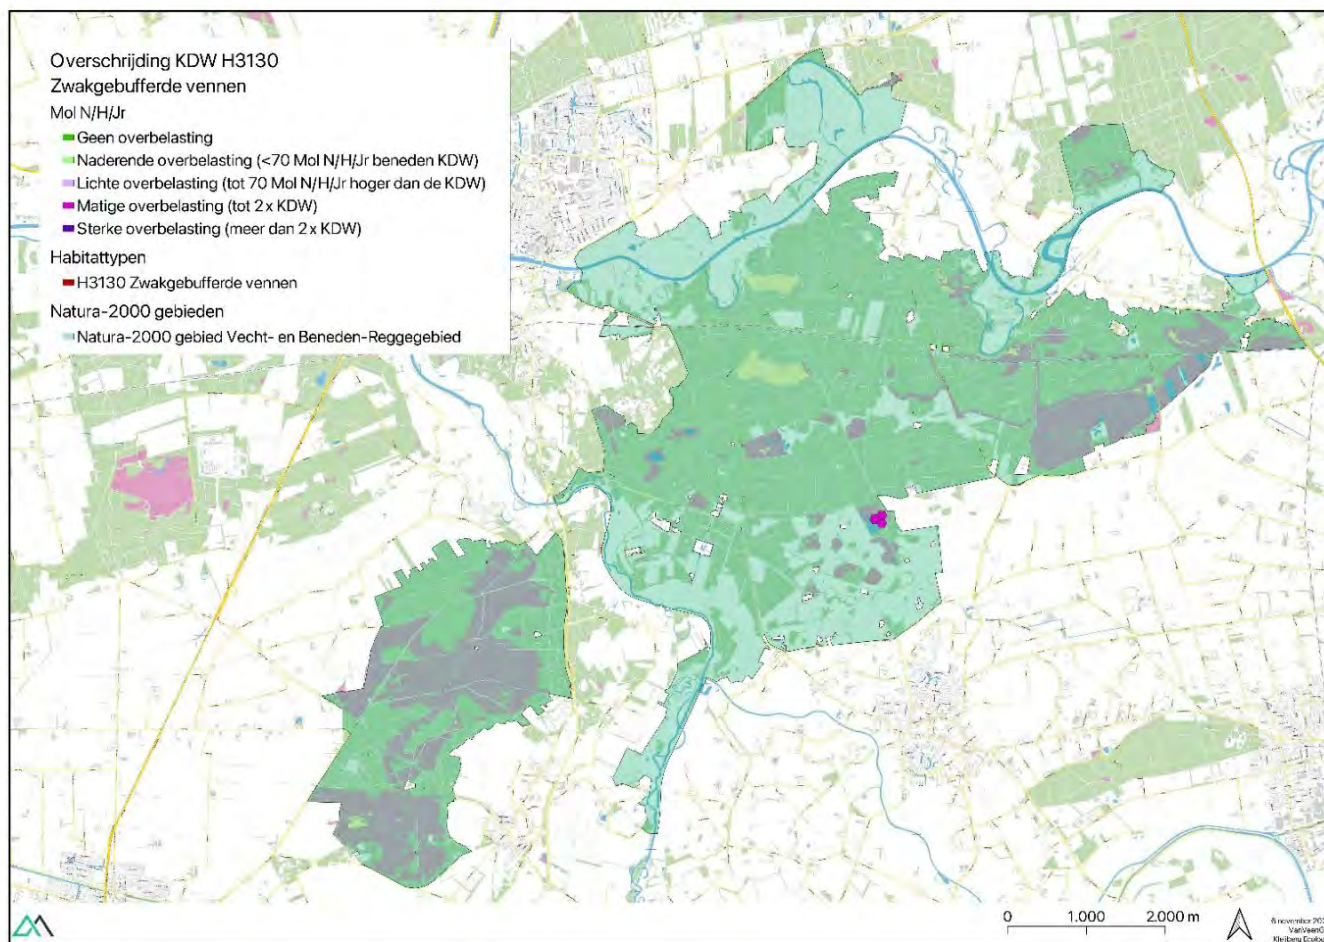 Overschrijding KDW H3130
Zwakgebufferde vennen
Mol N/H/Jr
Geen overbelasting
Naderende overbelasting (<70 Mol N/H/Jr beneden KDW)
Lichte overbelasting (tot 70 Mol N/H/Jr hoger dan de KDW)
Matige overbelasting (tot 2 x KDW)
Sterke overbelasting (meer dan 2 x KDW)
Habitattypen
H3130 Zwakgebufferde vennen
Natura-2000 gebieden
Natura-2000 gebied Vecht- en Beneden-Reggegebied
0 1.000 2.000 m
6 november